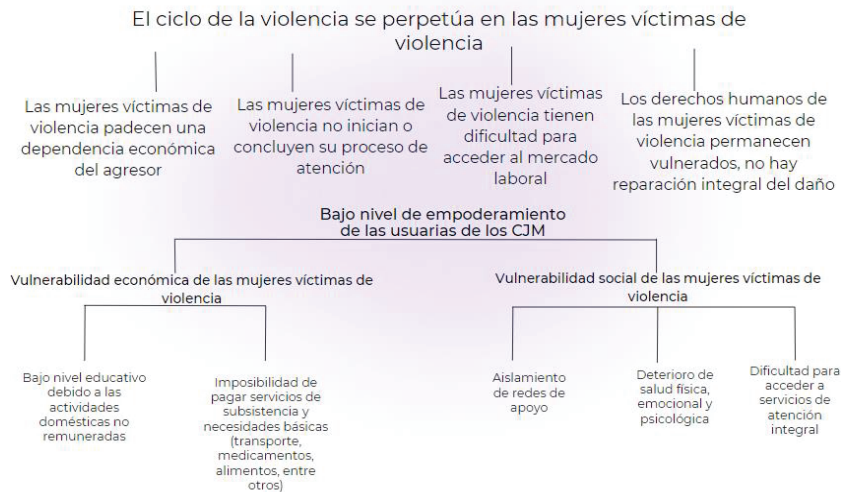 El ciclo de la violencia se perpetúa en las mujeres víctimas de
violencia
Las mujeres víctimas de
violencia padecen una
dependencia económica
del agresor
Las mujeres víctimas de
violencia no inician o
concluyen su proceso de
atención
Las mujeres víctimas
de violencia tienen
dificultad para
acceder al mercado
laboral
Los derechos humanos de
las mujeres víctimas de
violencia permanecen
vulnerados, no hay
reparación integral del daño
Bajo nivel de empoderamiento
de las usuarias de los CJM
Vulnerabilidad económica de las mujeres víctimas de
violencia
Vulnerabilidad social de las mujeres víctimas de
violencia
Bajo nivel educativo
debido a las
actividades
domésticas no
remuneradas
Imposibilidad de
pagar servicios de
subsistencia y
necesidades básicas
(transporte,
medicamentos,
alimentos, entre
otros)
Aislamiento
de redes de
apoyo
Deterioro de
salud física,
emocional y
psicológica
Dificultad para
acceder a
servicios de
atención
integral